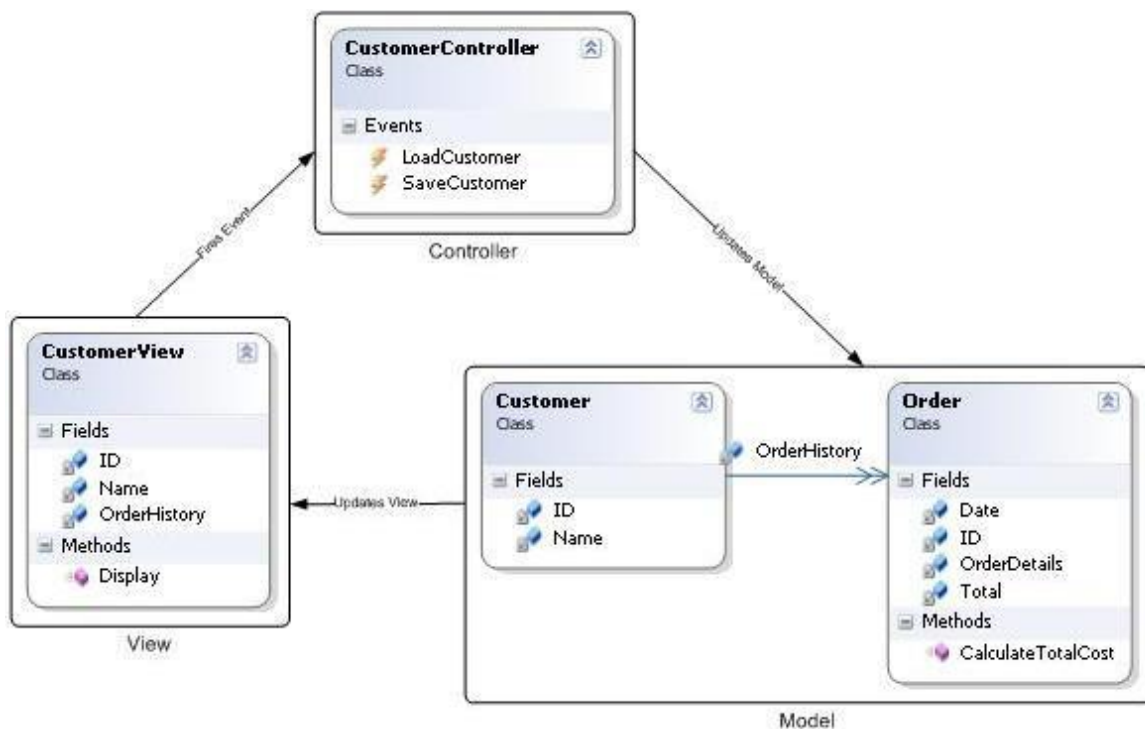 CustomerController
Class
Events
LoadCustomer
SaveCustomer
Controller
Fires Event
Updates Model
CustomerView
Class
Fields
ID
Name
OrderHistory
Methods
Display
View
Updates View
Customer
Class
Fields
ID
Name
OrderHistory
Order
Class
Fields
Date
ID
OrderDetails
Total
Methods
CalculateTotalCost
Model